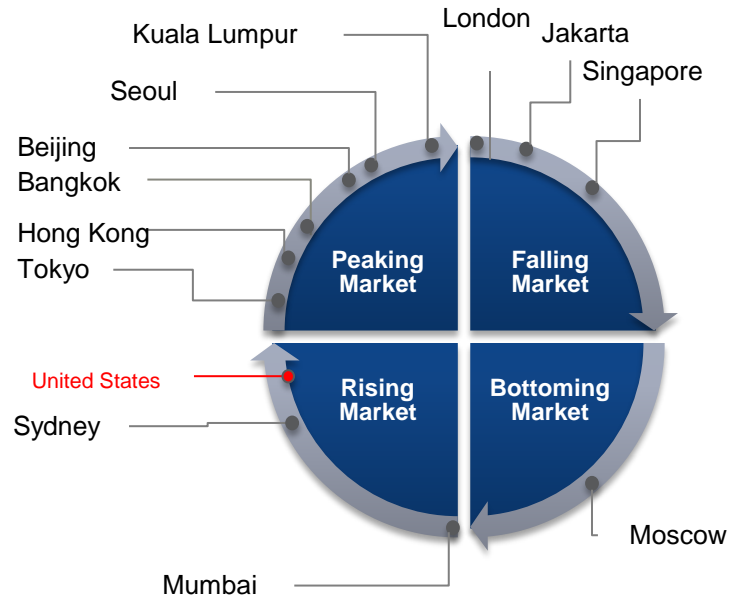 London
Kuala Lumpur
Jakarta
Singapore
Seoul
Beijing
Bangkok
Hong Kong
Tokyo
Peaking
Market
Falling
Market
United States
Rising
Market
Bottoming
Market
Sydney
Moscow
Mumbai